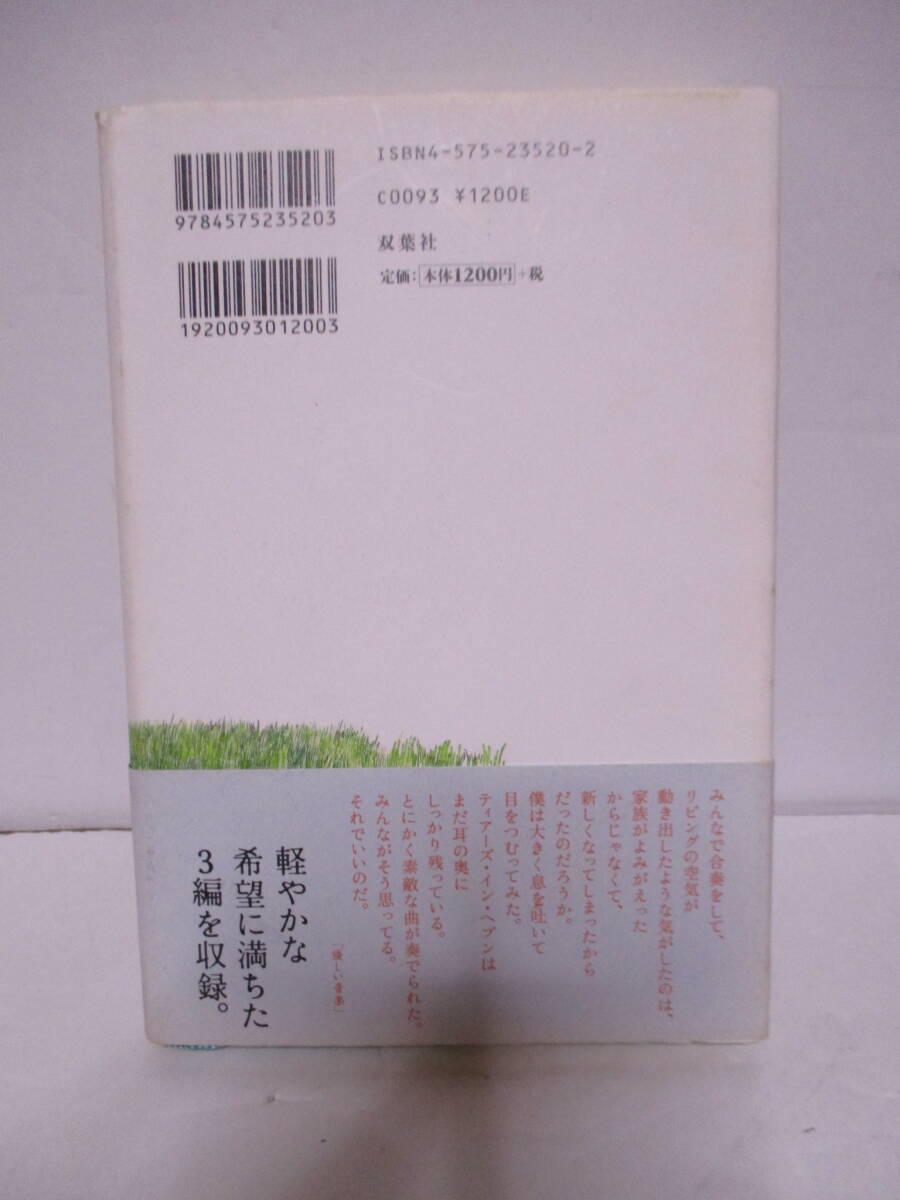 ISBN4-575-23520-2
C0093 ¥1200E
双葉社
定価：本体1200円+税
9784575235203
1920093012003
みんなで合奏をして、
リビングの空気が
動き出したような気がしたのは、
家族がよみがえった
からじゃなくて、
新しくなってしまったから
だったのだろうか。
僕は大きく息を吐いて
目をつむってみた。
ティアーズ・イン・ヘブンは
まだ耳の奥に
しっかり残っている。
とにかく素敵な曲が奏でられた。
みんながそう思ってる。
それでいいのだ。
「優しい音楽」
軽やかな
希望に満ちた
3編を収録。